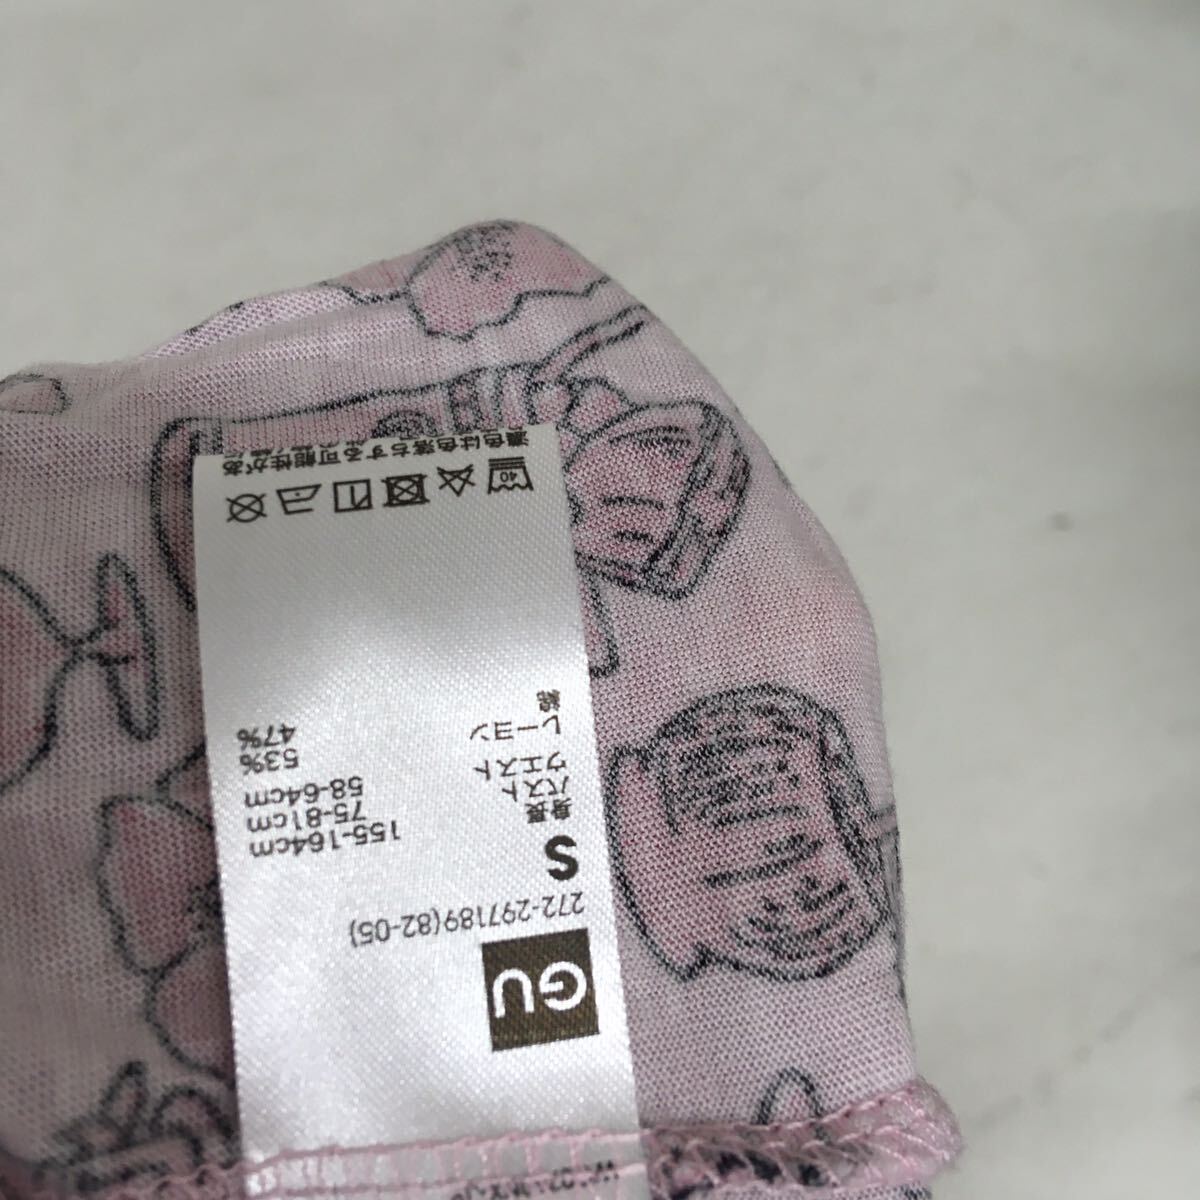 GU
272-297189(82-05)
S
身長 155-164cm
バスト 75-81cm
ウエスト 58-64cm
レーヨン 53%
綿 47%
40
濃色は色落ちする可能性があ